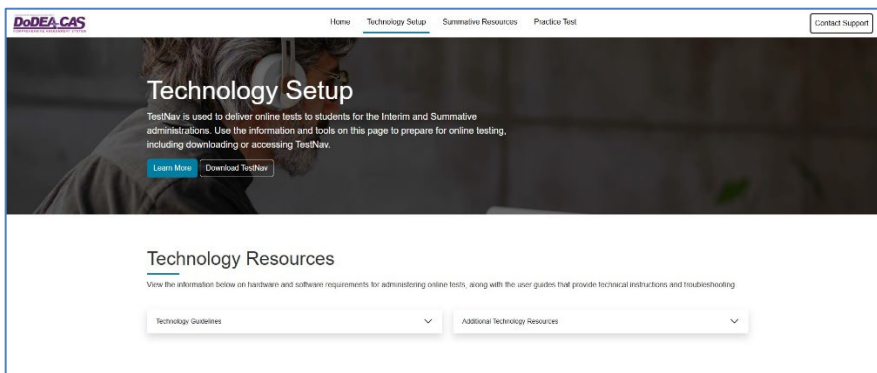 DoDEA-CAS
COMPREHENSIVE ASSESSMENT SYSTEM
Home Technology Setup Summative Resources Practice Test Contact Support
Technology Setup
TestNav is used to deliver online tests to students for the Interim and Summative
administrations. Use the information and tools on this page to prepare for online testing,
including downloading or accessing TestNav.
Learn More Download TestNav
Technology Resources
View the information below on hardware and software requirements for administering online tests, along with the user guides that provide technical instructions and troubleshooting.
Technology Guidelines Additional Technology Resources